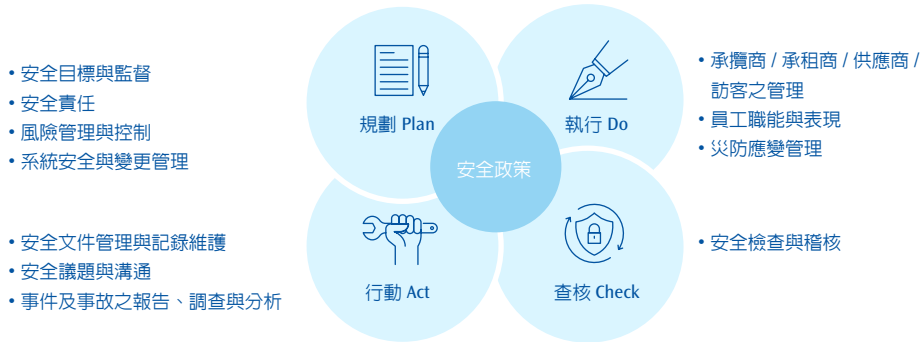 • 安全目標與監督
• 安全責任
• 風險管理與控制
• 系統安全與變更管理
規劃 Plan
執行 Do
• 承攬商 / 承租商 / 供應商 /
訪客之管理
• 員工職能與表現
• 災防應變管理
安全政策
• 安全文件管理與記錄維護
• 安全議題與溝通
• 事件及事故之報告、調查與分析
行動 Act
查核 Check
• 安全檢查與稽核